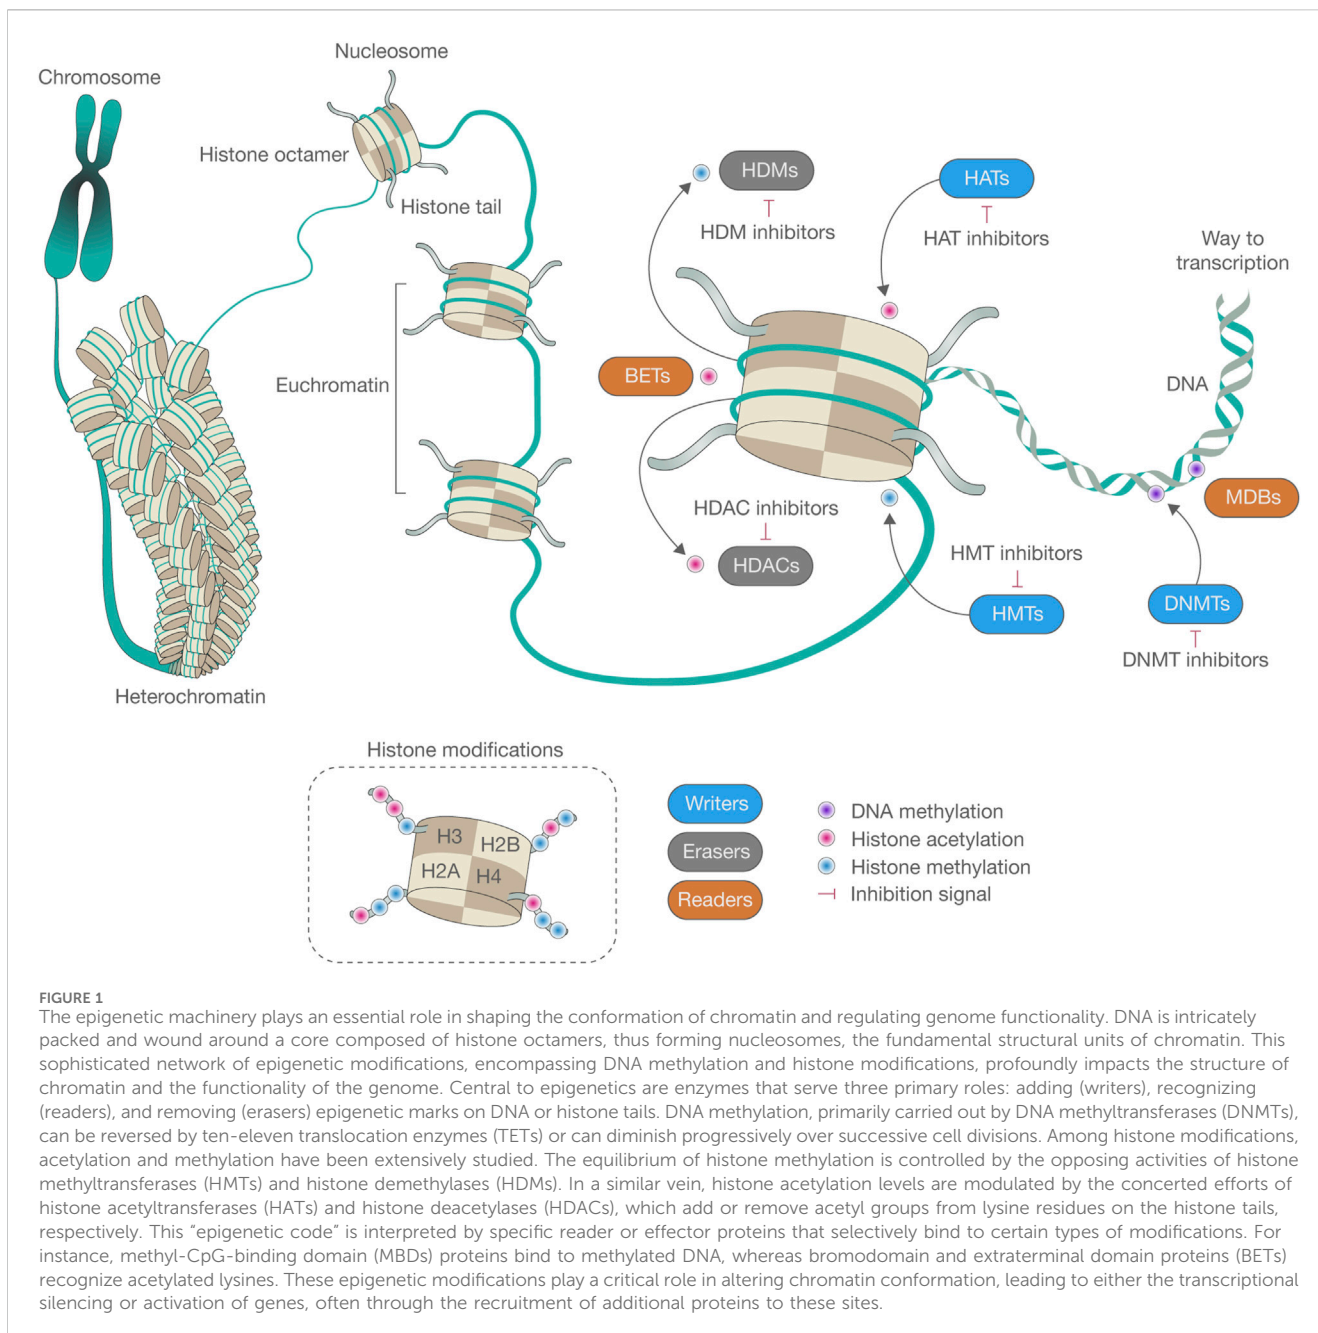 Nucleosome
Chromosome
Histone octamer
Histone tail
HDMs
HDM inhibitors
HATs
HAT inhibitors
Way to
transcription
Euchromatin
BETs
DNA
MDBs
HDAC inhibitors
HDACs
HMT inhibitors
HMTs
DNMTs
DNMT inhibitors
Heterochromatin
Histone modifications
H3
H2B
H2A
H4
Writers
Erasers
Readers
DNA methylation
Histone acetylation
Histone methylation
Inhibition signal
FIGURE 1
The epigenetic machinery plays an essential role in shaping the conformation of chromatin and regulating genome functionality. DNA is intricately
packed and wound around a core composed of histone octamers, thus forming nucleosomes, the fundamental structural units of chromatin. This
sophisticated network of epigenetic modifications, encompassing DNA methylation and histone modifications, profoundly impacts the structure of
chromatin and the functionality of the genome. Central to epigenetics are enzymes that serve three primary roles: adding (writers), recognizing
(readers), and removing (erasers) epigenetic marks on DNA or histone tails. DNA methylation, primarily carried out by DNA methyltransferases (DNMTs),
can be reversed by ten-eleven translocation enzymes (TETs) or can diminish progressively over successive cell divisions. Among histone modifications,
acetylation and methylation have been extensively studied. The equilibrium of histone methylation is controlled by the opposing activities of histone
methyltransferases (HMTs) and histone demethylases (HDMs). In a similar vein, histone acetylation levels are modulated by the concerted efforts of
histone acetyltransferases (HATs) and histone deacetylases (HDACs), which add or remove acetyl groups from lysine residues on the histone tails,
respectively. This “epigenetic code” is interpreted by specific reader or effector proteins that selectively bind to certain types of modifications. For
instance, methyl-CpG-binding domain (MBDs) proteins bind to methylated DNA, whereas bromodomain and extraterminal domain proteins (BETs)
recognize acetylated lysines. These epigenetic modifications play a critical role in altering chromatin conformation, leading to either the transcriptional
silencing or activation of genes, often through the recruitment of additional proteins to these sites.